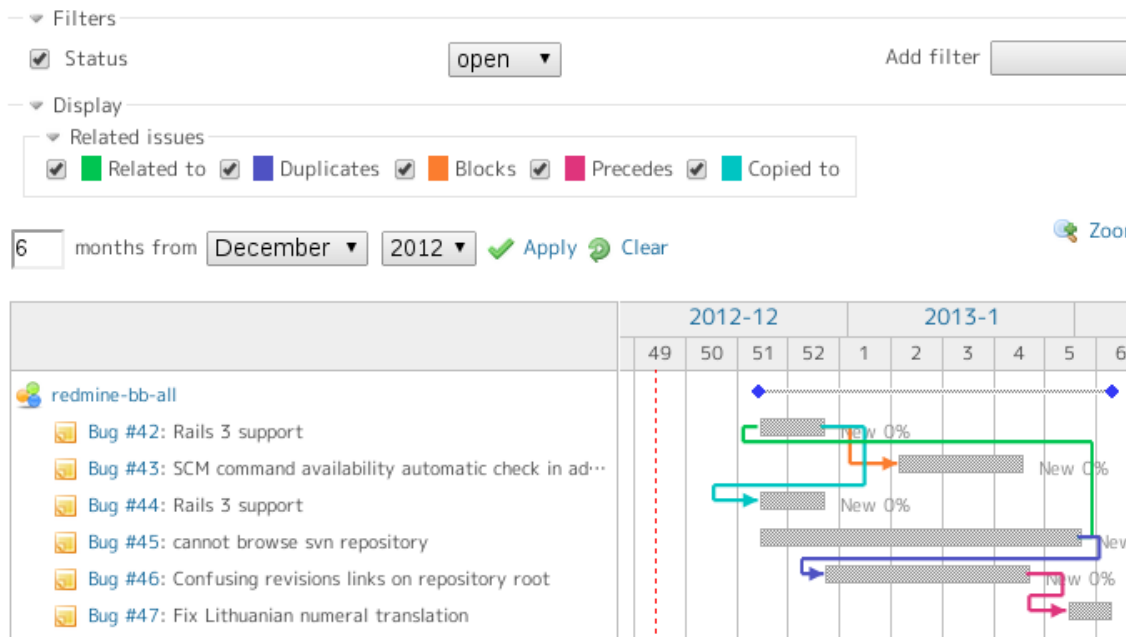 Filters
Status open Add filter
Display
Related issues
Related to Duplicates Blocks Precedes Copied to
Zoo
6 months from December 2012 Apply Clear
2012-12 2013-1
49 50 51 52 1 2 3 4 5 6
redmine-bb-all
Bug #42: Rails 3 support New 0%
Bug #43: SCM command availability automatic check in ad... New 0%
Bug #44: Rails 3 support New 0%
Bug #45: cannot browse svn repository New
Bug #46: Confusing revisions links on repository root New 0%
Bug #47: Fix Lithuanian numeral translation